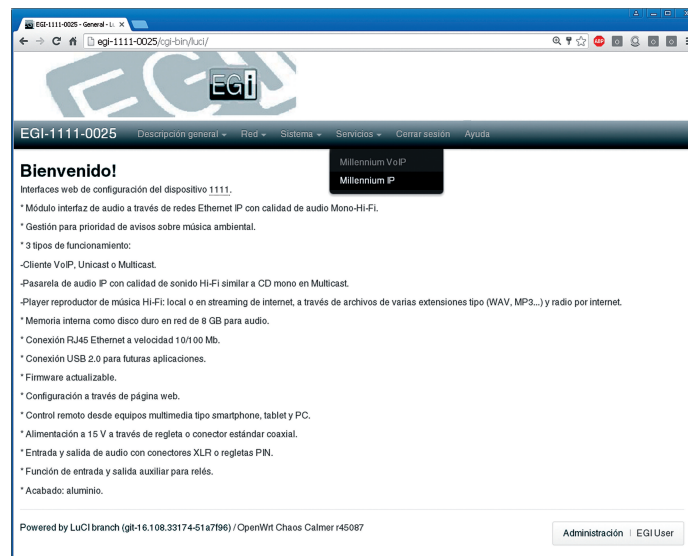 EGI-1111-0025 - General - Lu
egi-1111-0025/cgi-bin/luci/
ABP
EGi
EGI-1111-0025 Descripción general Red Sistema Servicios Cerrar sesión Ayuda
Millennium VoIP
Millennium IP
Bienvenido!
Interfaces web de configuración del dispositivo 1111.
* Módulo interfaz de audio a través de redes Ethernet IP con calidad de audio Mono-Hi-Fi.
* Gestión para prioridad de avisos sobre música ambiental.
* 3 tipos de funcionamiento:
-Cliente VoIP, Unicast o Multicast.
-Pasarela de audio IP con calidad de sonido Hi-Fi similar a CD mono en Multicast.
-Player reproductor de música Hi-Fi: local o en streaming de internet, a través de archivos de varias extensiones tipo (WAV, MP3...) y radio por internet.
* Memoria interna como disco duro en red de 8 GB para audio.
* Conexión RJ45 Ethernet a velocidad 10/100 Mb.
* Conexión USB 2.0 para futuras aplicaciones.
* Firmware actualizable.
* Configuración a través de página web.
* Control remoto desde equipos multimedia tipo smartphone, tablet y PC.
* Alimentación a 15 V a través de regleta o conector estándar coaxial.
* Entrada y salida de audio con conectores XLR o regletas PIN.
* Función de entrada y salida auxiliar para relés.
* Acabado: aluminio.
Powered by LuCI branch (git-16.108.33174-51a7f96) / OpenWrt Chaos Calmer r45087
Administración | EGI User